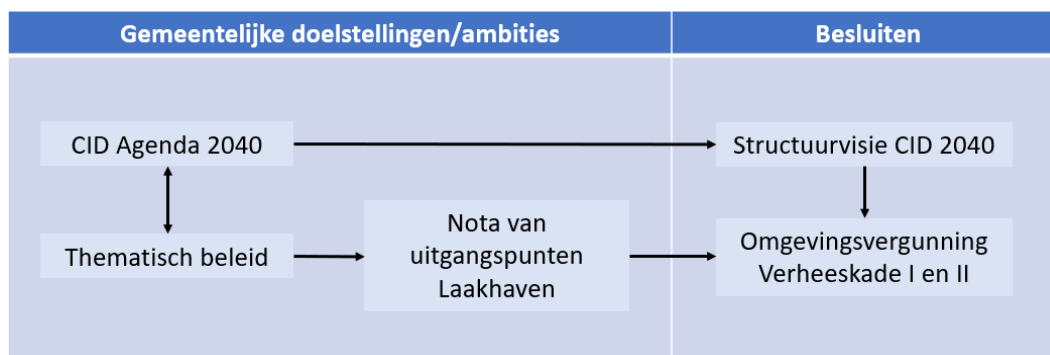 Gemeentelijke doelstellingen/ambities
Besluiten
CID Agenda 2040
Structuurvisie CID 2040
Thematisch beleid
Nota van
uitgangspunten
Laakhaven
Omgevingsvergunning
Verheeskade I en II